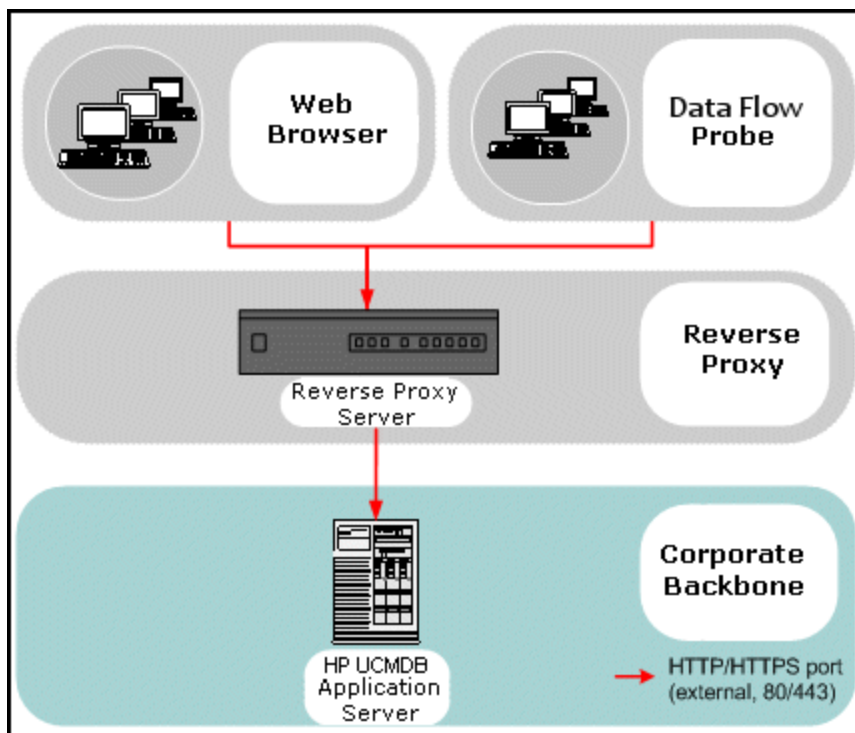 Web
Browser
Data Flow
Probe
Reverse
Proxy
Reverse Proxy
Server
Corporate
Backbone
HP UCMDB
Application
Server
HTTP/HTTPS port
(external, 80/443)